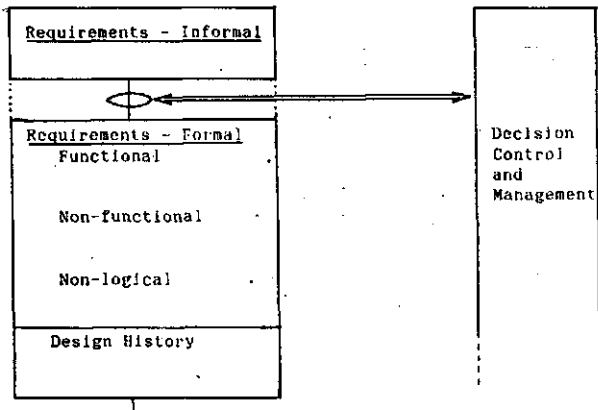 Requirements - Informal
Requirements - Formal
Functional
Non-functional
Non-logical
Design History
Decision
Control
and
Management